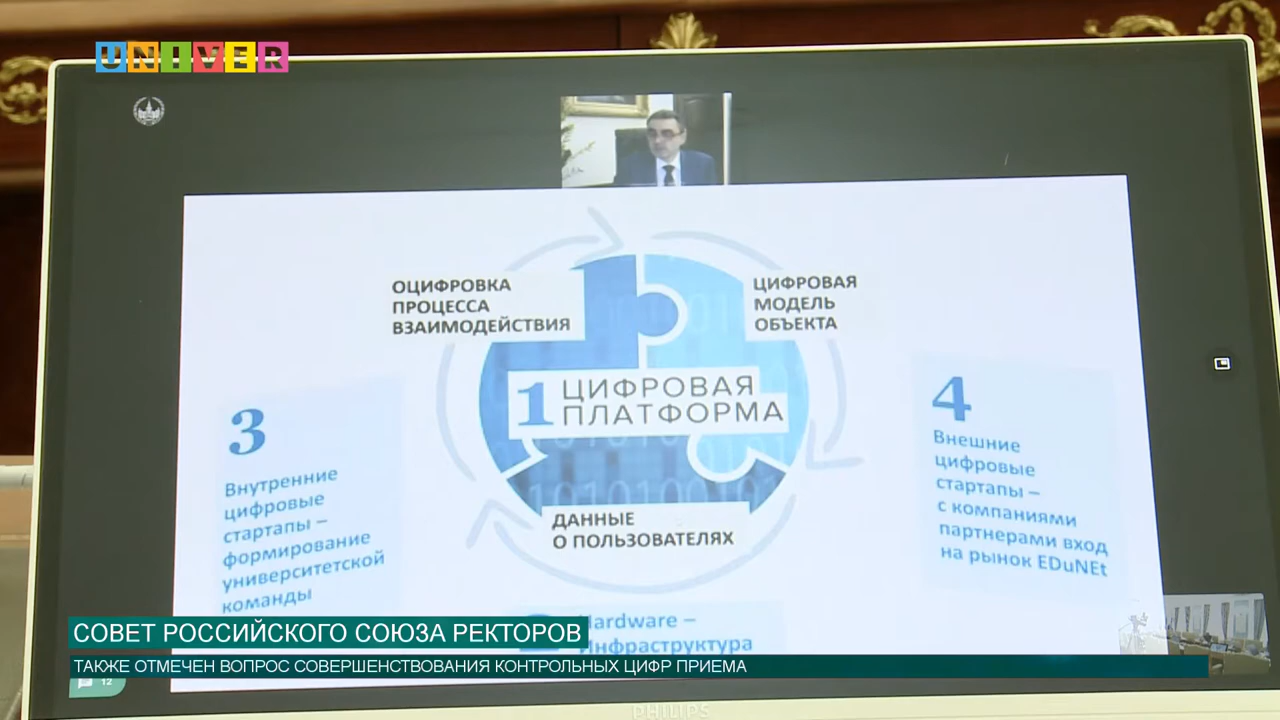 UNIVER
ОЦИФРОВКА
ПРОЦЕССА
ВЗАИМОДЕЙСТВИЯ
ЦИФРОВАЯ
МОДЕЛЬ
ОБЪЕКТА
1 ЦИФРОВАЯ
ПЛАТФОРМА
ДАННЫЕ
О ПОЛЬЗОВАТЕЛЯХ
3
Внутренние
цифровые
стартапы –
формирование
университетской
команды
4
Внешние
цифровые
стартапы –
с компаниями
партнерами вход
на рынок EDuNEt
Hardware –
Инфраструктура
СОВЕТ РОССИЙСКОГО СОЮЗА РЕКТОРОВ
ТАКЖЕ ОТМЕЧЕН ВОПРОС СОВЕРШЕНСТВОВАНИЯ КОНТРОЛЬНЫХ ЦИФР ПРИЕМА
12
PHILIPS